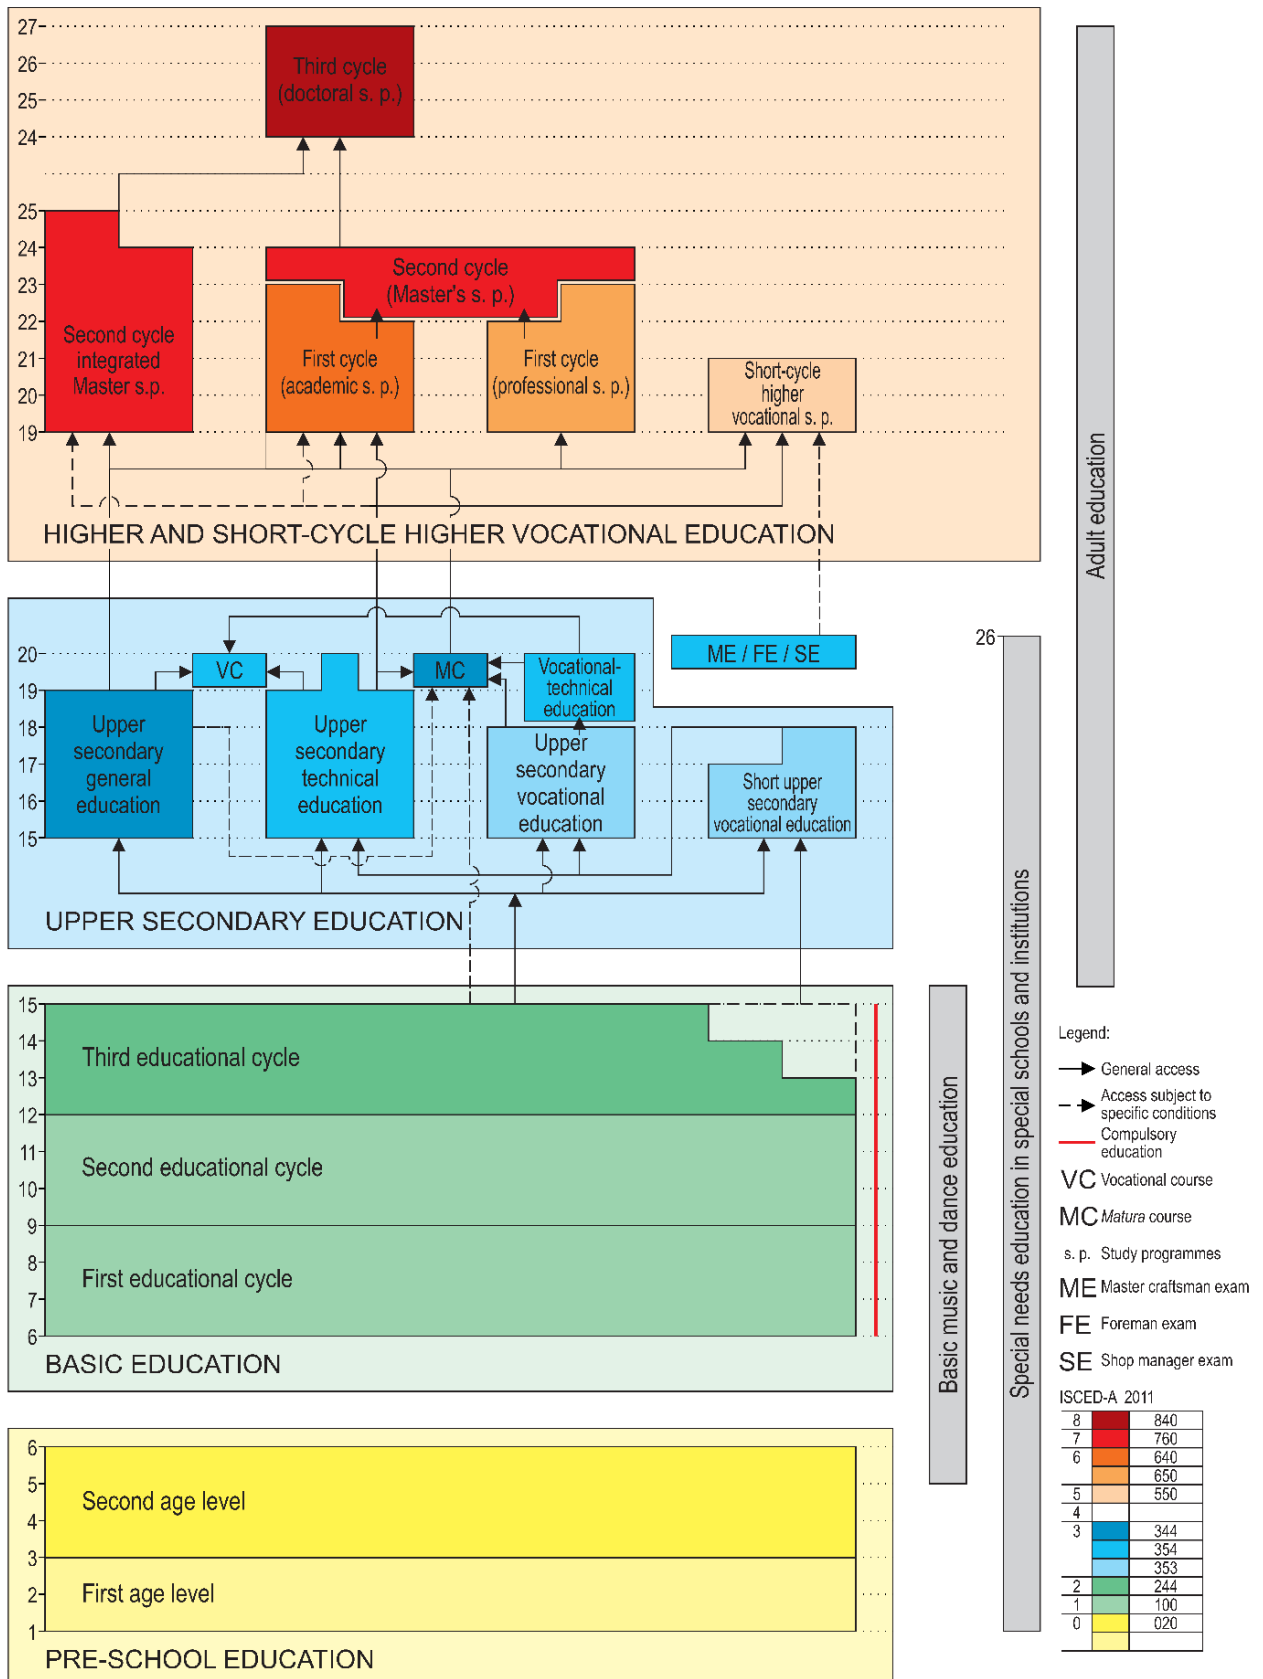 27
26
25
24
Third cycle
(doctoral s. p.)
25
24
23
22
21
20
19
Second cycle
integrated
Master s.p.
Second cycle
(Master's s. p.)
First cycle
(academic s. p.)
First cycle
(professional s. p.)
Short-cycle
higher
vocational s. p.
HIGHER AND SHORT-CYCLE HIGHER VOCATIONAL EDUCATION
20
19
18
17
16
15
VC
MC
Vocational-
technical
education
ME / FE / SE
Upper
secondary
general
education
Upper
secondary
technical
education
Upper
secondary
vocational
education
Short upper
secondary
vocational education
UPPER SECONDARY EDUCATION
15
14
13
12
11
10
9
8
7
6
Third educational cycle
Second educational cycle
First educational cycle
BASIC EDUCATION
6
5
4
3
2
1
Second age level
First age level
PRE-SCHOOL EDUCATION
Basic music and dance education
26
Special needs education in special schools and institutions
Adult education
Legend:
General access
Access subject to
specific conditions
Compulsory
education
VC Vocational course
MC Matura course
s. p. Study programmes
ME Master craftsman exam
FE Foreman exam
SE Shop manager exam
ISCED-A 2011
8 840
7 760
6 640
650
5 550
4
3 344
354
353
2 244
1 100
0 020